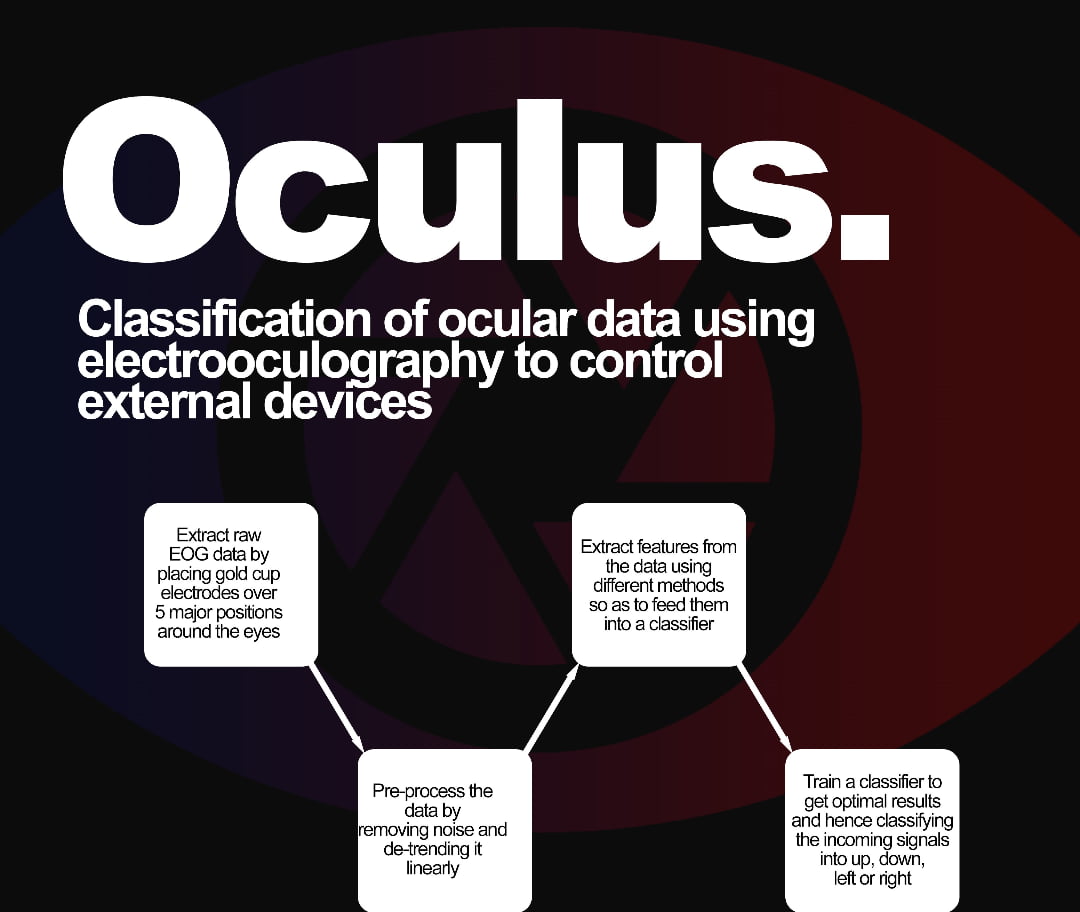 Oculus.
Classification of ocular data using
electrooculography to control
external devices
Extract raw
EOG data by
placing gold cup
electrodes over
5 major positions
around the eyes
Pre-process the
data by
removing noise and
de-trending it
linearly
Extract features from
the data using
different methods
so as to feed them
into a classifier
Train a classifier to
get optimal results
and hence classifying
the incoming signals
into up, down,
left or right